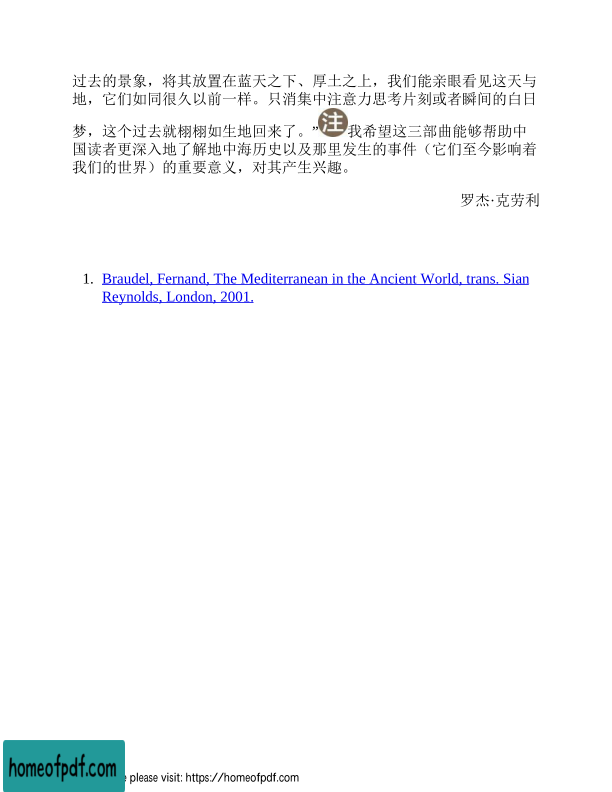 过去的景象，将其放置在蓝天之下、厚土之上，我们能亲眼看见这天与
地，它们如同很久以前一样。只消集中注意力思考片刻或者瞬间的白日
梦，这个过去就栩栩如生地回来了。”注我希望这三部曲能够帮助中
国读者更深入地了解地中海历史以及那里发生的事件（它们至今影响着
我们的世界）的重要意义，对其产生兴趣。
罗杰·克劳利
1. Braudel, Fernand, The Mediterranean in the Ancient World, trans. Sian
Reynolds, London, 2001.
homeofpdf.com
e please visit: https://homeofpdf.com